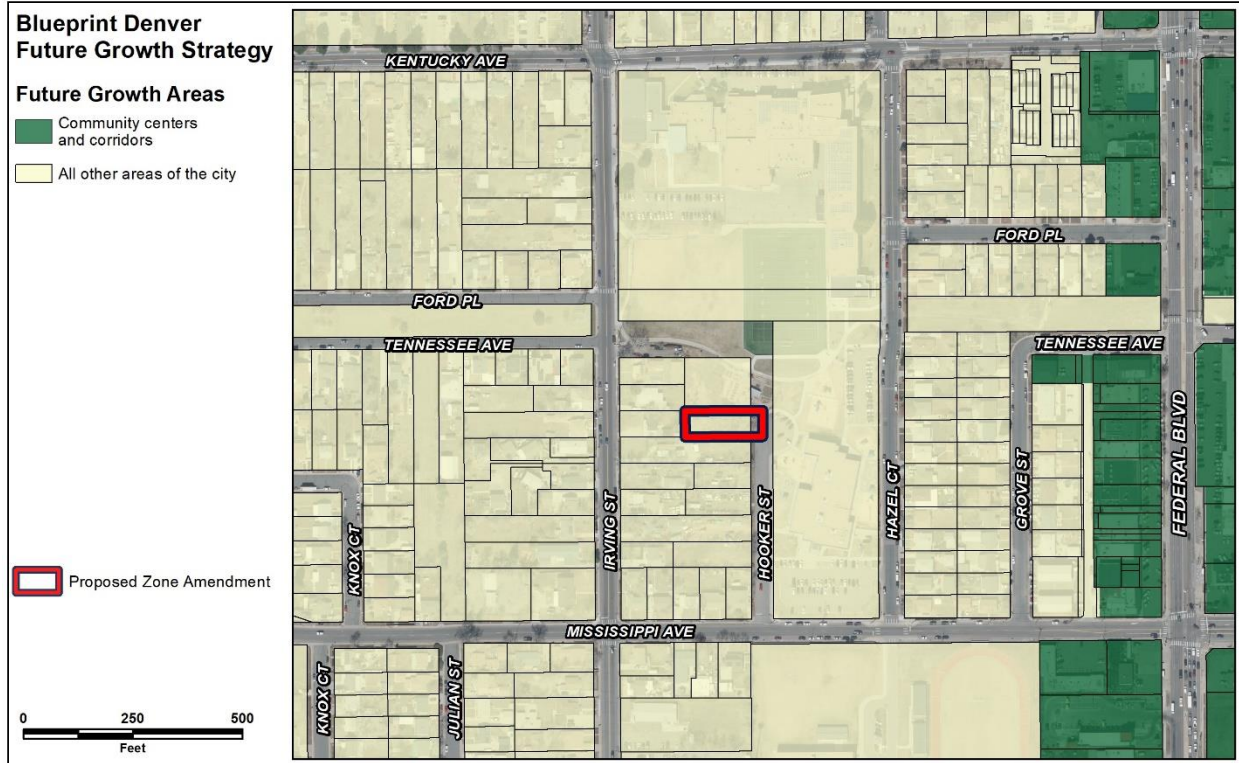 Blueprint Denver
Future Growth Strategy
Future Growth Areas
Community centers
and corridors
All other areas of the city
Proposed Zone Amendment
0 250 500
Feet
KENTUCKY AVE
FORD PL
FORD PL
TENNESSEE AVE
TENNESSEE AVE
IRVING ST
HOOKER ST
HAZEL CT
GROVE ST
FEDERAL BLVD
KNOX CT
MISSISSIPPI AVE
KNOX CT
JULIAN ST